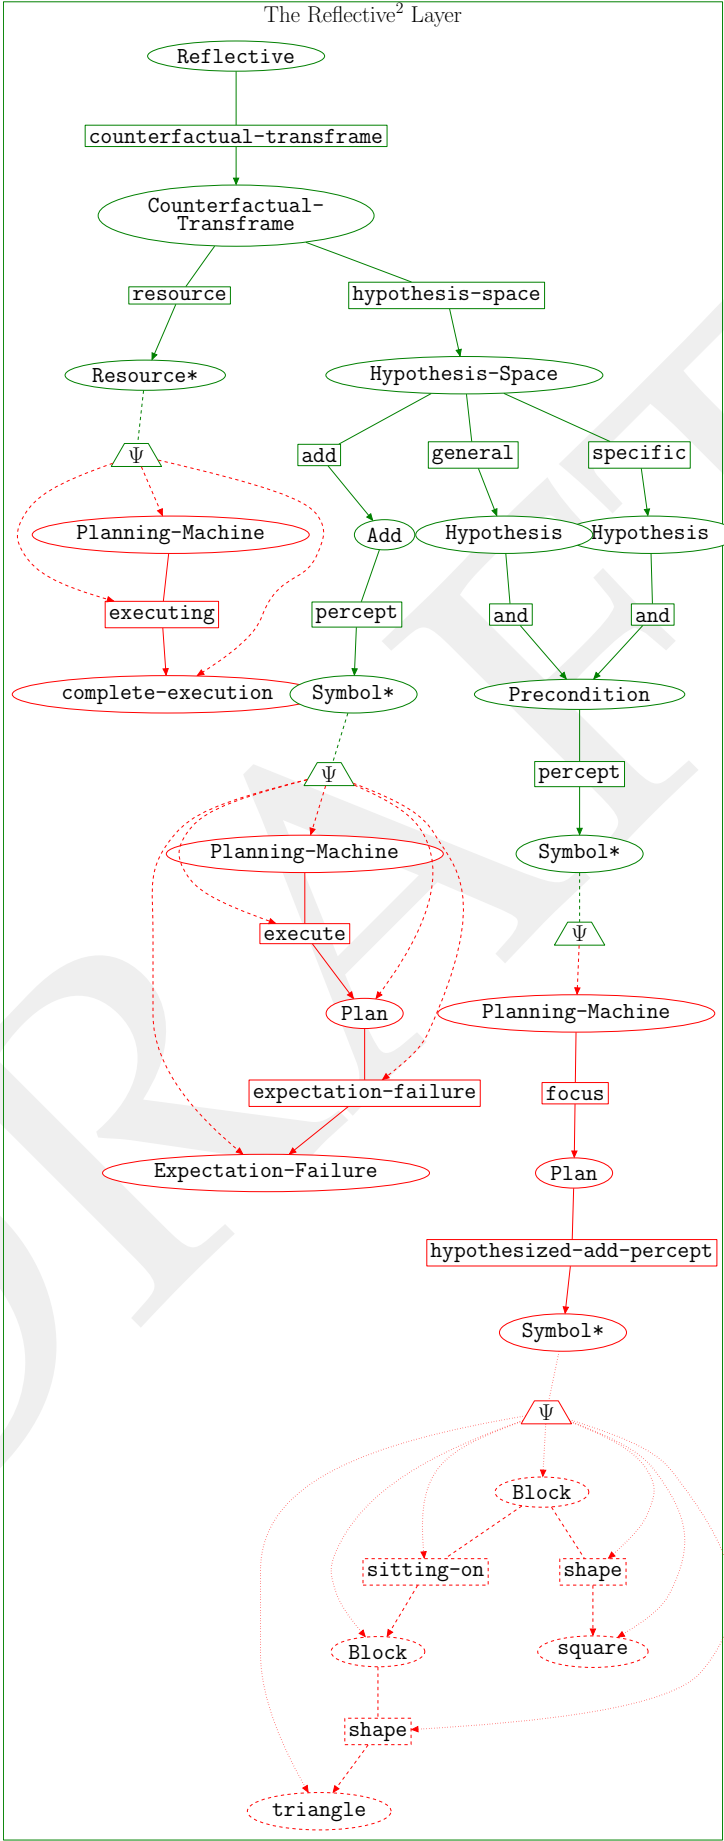 The Reflective² Layer
Reflective
counterfactual-transframe
Counterfactual-
Transframe
resource
hypothesis-space
Resource*
Hypothesis-Space
Ψ
add
general
specific
Planning-Machine
Add
Hypothesis
Hypothesis
executing
percept
and
and
complete-execution
Symbol*
Precondition
Ψ
percept
Planning-Machine
Symbol*
execute
Ψ
Plan
Planning-Machine
expectation-failure
focus
Expectation-Failure
Plan
hypothesized-add-percept
Symbol*
Ψ
Block
sitting-on
shape
Block
square
shape
triangle
DRAFT